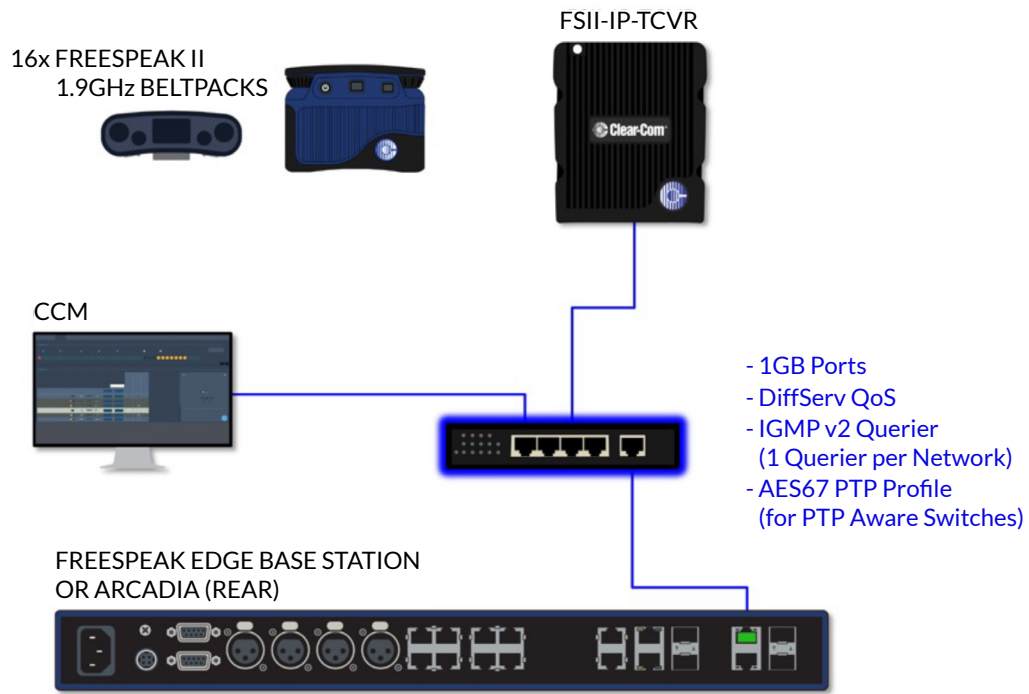 FSII-IP-TCVR
16x FREESPEAK II
1.9GHz BELTPACKS
Clear-Com
CCM
- 1GB Ports
- DiffServ QoS
- IGMP v2 Querier
(1 Querier per Network)
- AES67 PTP Profile
(for PTP Aware Switches)
FREESPEAK EDGE BASE STATION
OR ARCADIA (REAR)